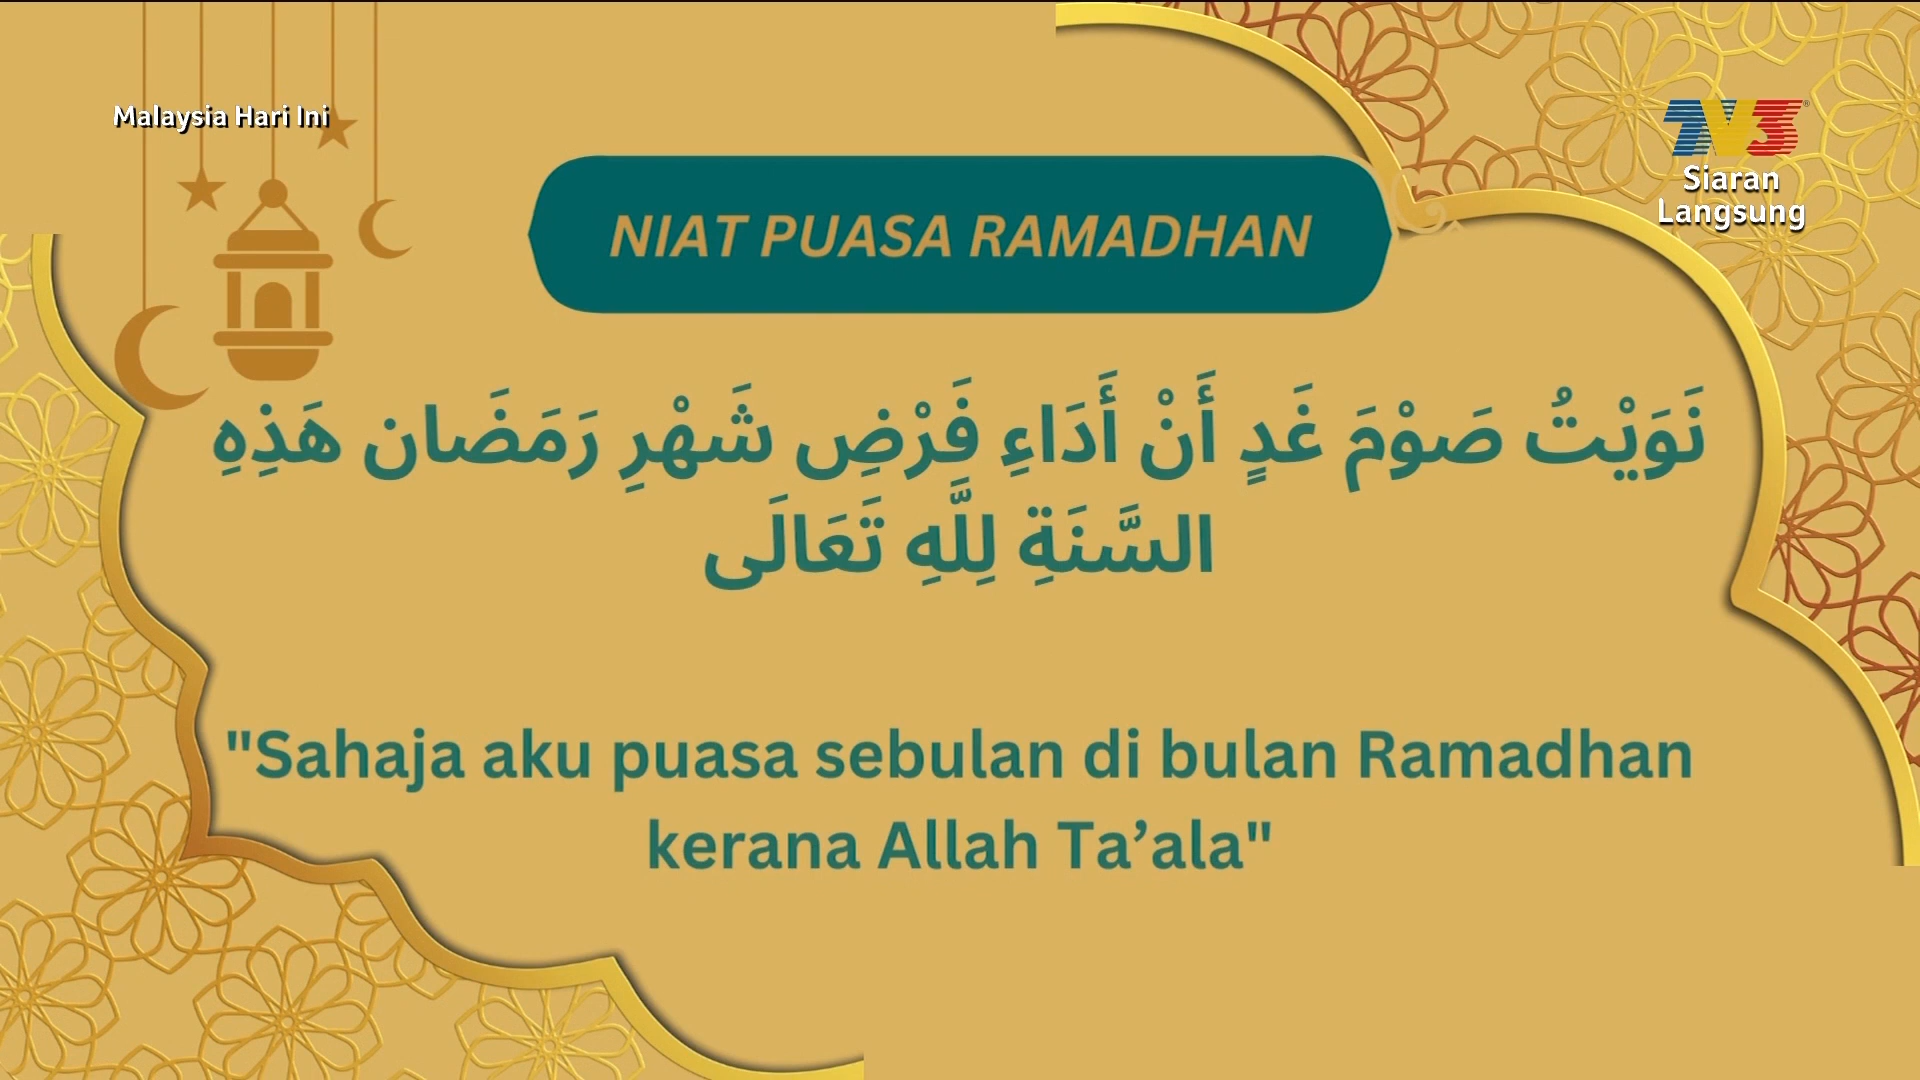 Malaysia Hari Ini
TV3
Siaran
Langsung
NIAT PUASA RAMADHAN
نَوَيْتُ صَوْمَ غَدٍ أَنْ أَدَاءِ فَرْضِ شَهْرِ رَمَضَان هَذِهِ
السَّنَةِ لِلَّهِ تَعَالَى
"Sahaja aku puasa sebulan di bulan Ramadhan
kerana Allah Ta’ala"